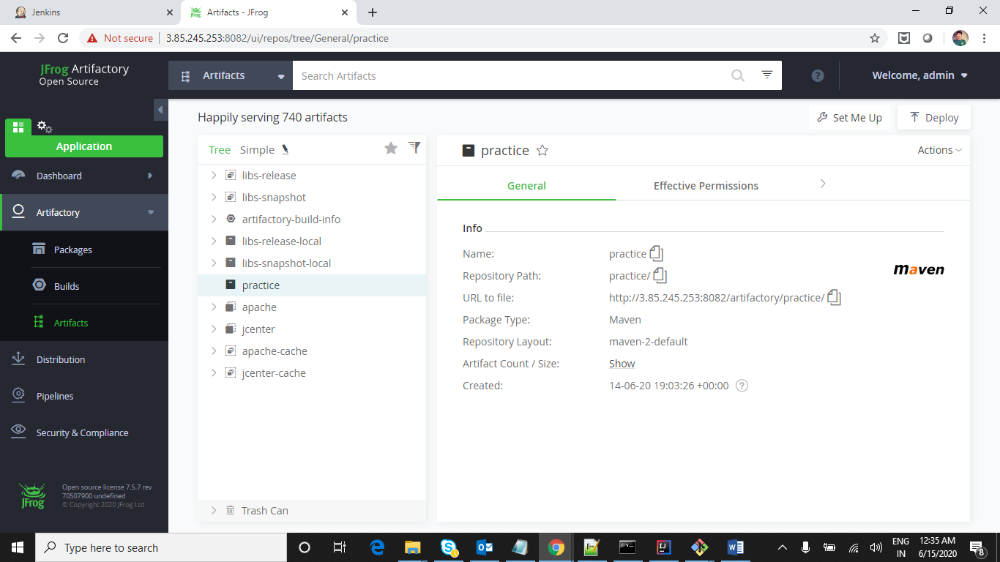 Jenkins
Artifacts - JFrog
Not secure
3.85.245.253:8082/ui/repos/tree/General/practice
JFrog Artifactory
Open Source
Artifacts
Search Artifacts
Welcome, admin
Happily serving 740 artifacts
Set Me Up
Deploy
Application
Dashboard
Artifactory
Packages
Builds
Artifacts
Distribution
Pipelines
Security & Compliance
JFrog
Open source license 7.5.7 rev
70507900 undefined
© Copyright 2020 JFrog Ltd
Tree Simple
libs-release
libs-snapshot
artifactory-build-info
libs-release-local
libs-snapshot-local
practice
apache
jcenter
apache-cache
jcenter-cache
Trash Can
practice
Actions
General
Effective Permissions
Info
Name: practice
Repository Path: practice/
URL to file: http://3.85.245.253:8082/artifactory/practice/
Package Type: Maven
Repository Layout: maven-2-default
Artifact Count / Size: Show
Created: 14-06-20 19:03:26 +00:00
maven
Type here to search
ENG
IN
12:35 AM
6/15/2020
8